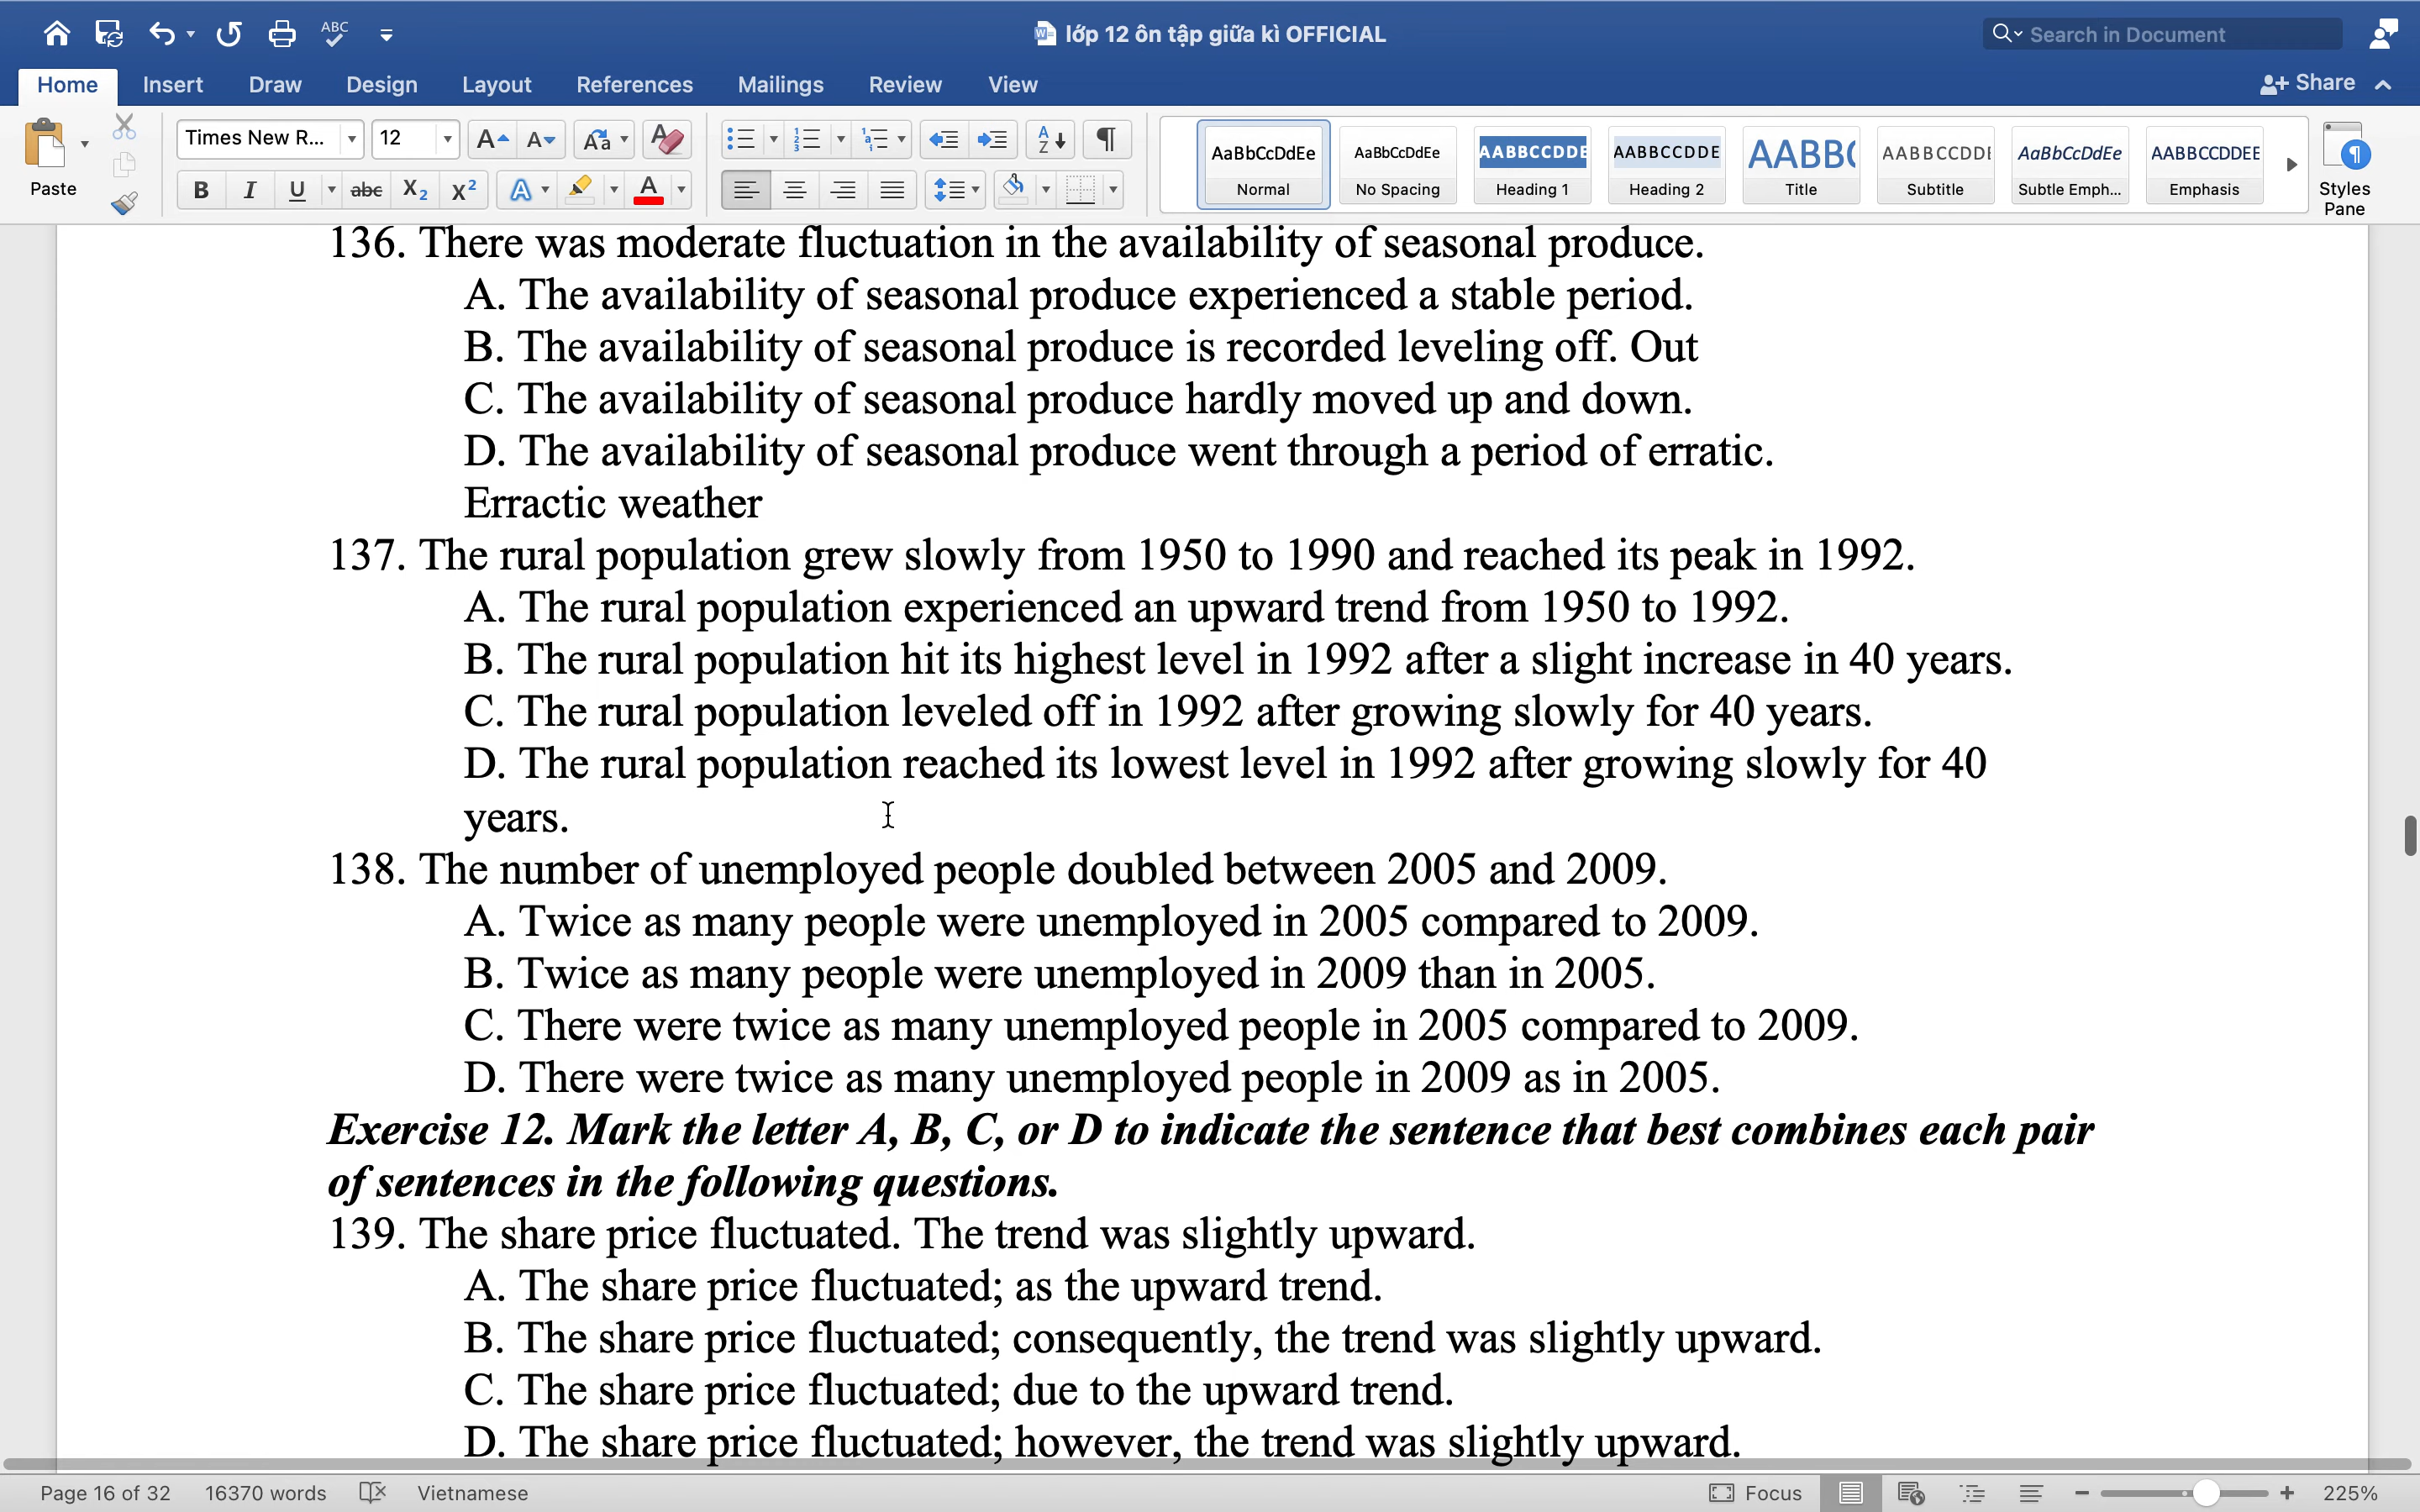 ABC
lớp 12 ôn tập giữa kì OFFICIAL
Search in Document
Home Insert Draw Design Layout References Mailings Review View Share
Paste
Times New R... 12
AaBbCcDdEe AaBbCcDdEe AABBCCDDE AABBCCDDE AABBC AABBCCDDE AaBbCcDdEe AABBCCDDEE
Normal No Spacing Heading 1 Heading 2 Title Subtitle Subtle Emph... Emphasis
Styles
Pane
136. There was moderate fluctuation in the availability of seasonal produce.
A. The availability of seasonal produce experienced a stable period.
B. The availability of seasonal produce is recorded leveling off. Out
C. The availability of seasonal produce hardly moved up and down.
D. The availability of seasonal produce went through a period of erratic.
Erractic weather
137. The rural population grew slowly from 1950 to 1990 and reached its peak in 1992.
A. The rural population experienced an upward trend from 1950 to 1992.
B. The rural population hit its highest level in 1992 after a slight increase in 40 years.
C. The rural population leveled off in 1992 after growing slowly for 40 years.
D. The rural population reached its lowest level in 1992 after growing slowly for 40
years.
138. The number of unemployed people doubled between 2005 and 2009.
A. Twice as many people were unemployed in 2005 compared to 2009.
B. Twice as many people were unemployed in 2009 than in 2005.
C. There were twice as many unemployed people in 2005 compared to 2009.
D. There were twice as many unemployed people in 2009 as in 2005.
Exercise 12. Mark the letter A, B, C, or D to indicate the sentence that best combines each pair
of sentences in the following questions.
139. The share price fluctuated. The trend was slightly upward.
A. The share price fluctuated; as the upward trend.
B. The share price fluctuated; consequently, the trend was slightly upward.
C. The share price fluctuated; due to the upward trend.
D. The share price fluctuated; however, the trend was slightly upward.
Page 16 of 32 16370 words Vietnamese Focus 225%